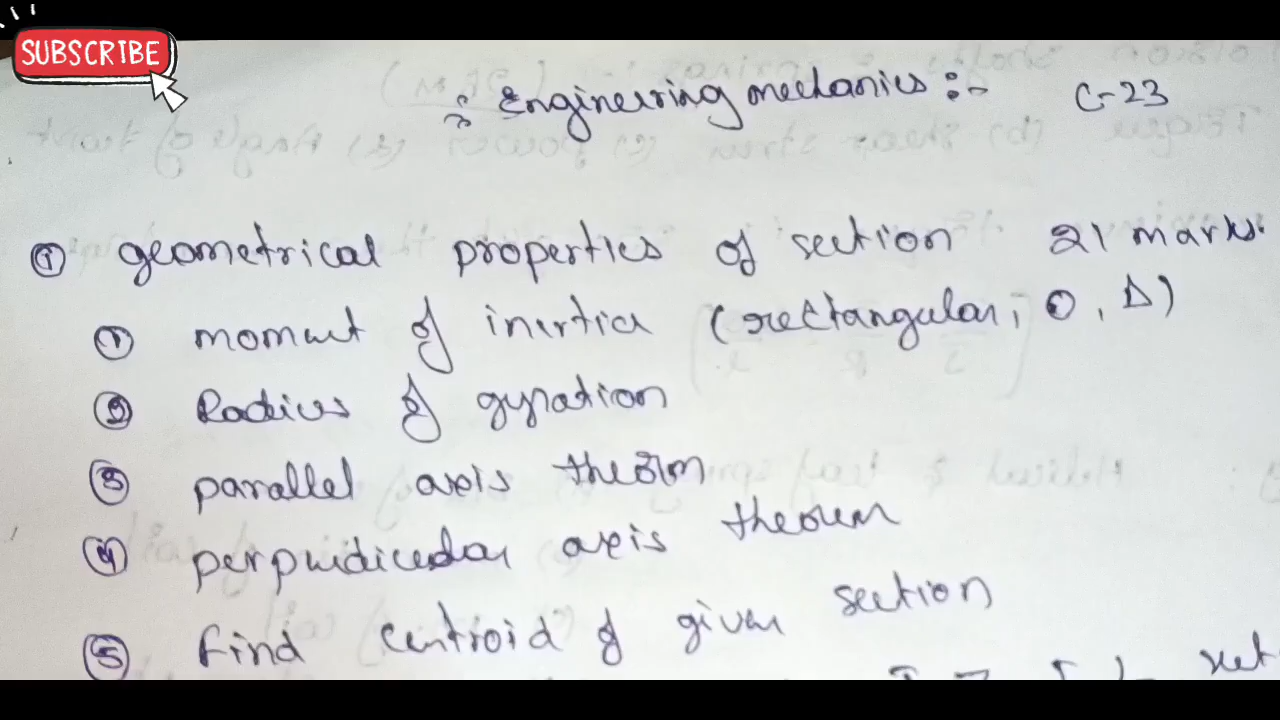 SUBSCRIBE
Engineering mechanics :- C-23
① geometrical properties of section 21 marks.
① moment of inertia (rectangular, O, Δ)
② Radius of gyration
③ parallel axis theorm
④ perpendicular axis theorem
⑤ find centroid of given section